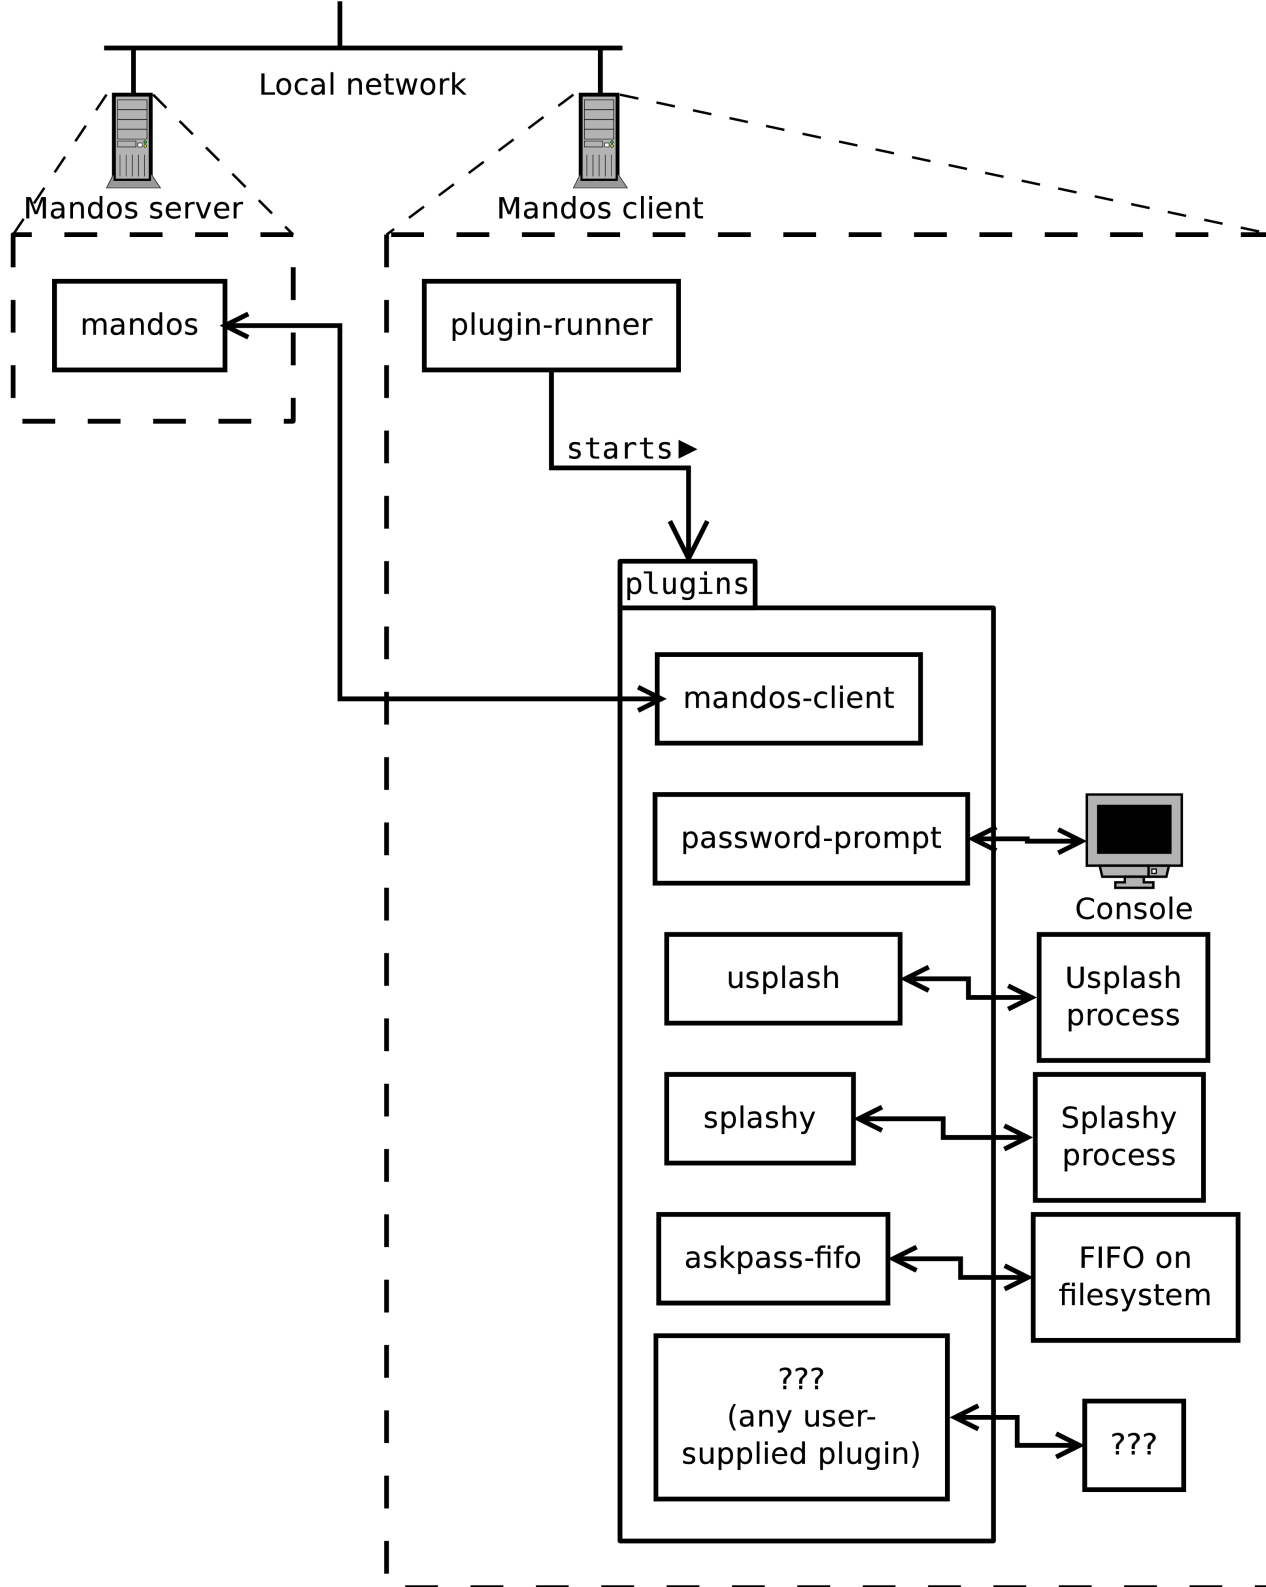 Local network
Mandos server
Mandos client
mandos
plugin-runner
starts►
plugins
mandos-client
password-prompt
Console
usplash
Usplash
process
splashy
Splashy
process
askpass-fifo
FIFO on
filesystem
???
(any user-
supplied plugin)
???